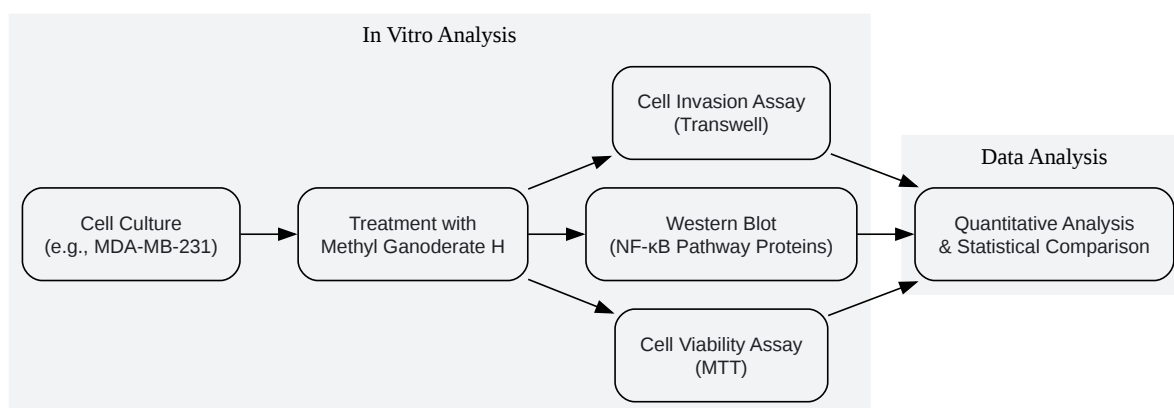 In Vitro Analysis
Cell Culture
(e.g., MDA-MB-231)
Treatment with
Methyl Ganoderate H
Cell Invasion Assay
(Transwell)
Western Blot
(NF-κB Pathway Proteins)
Cell Viability Assay
(MTT)
Data Analysis
Quantitative Analysis
& Statistical Comparison